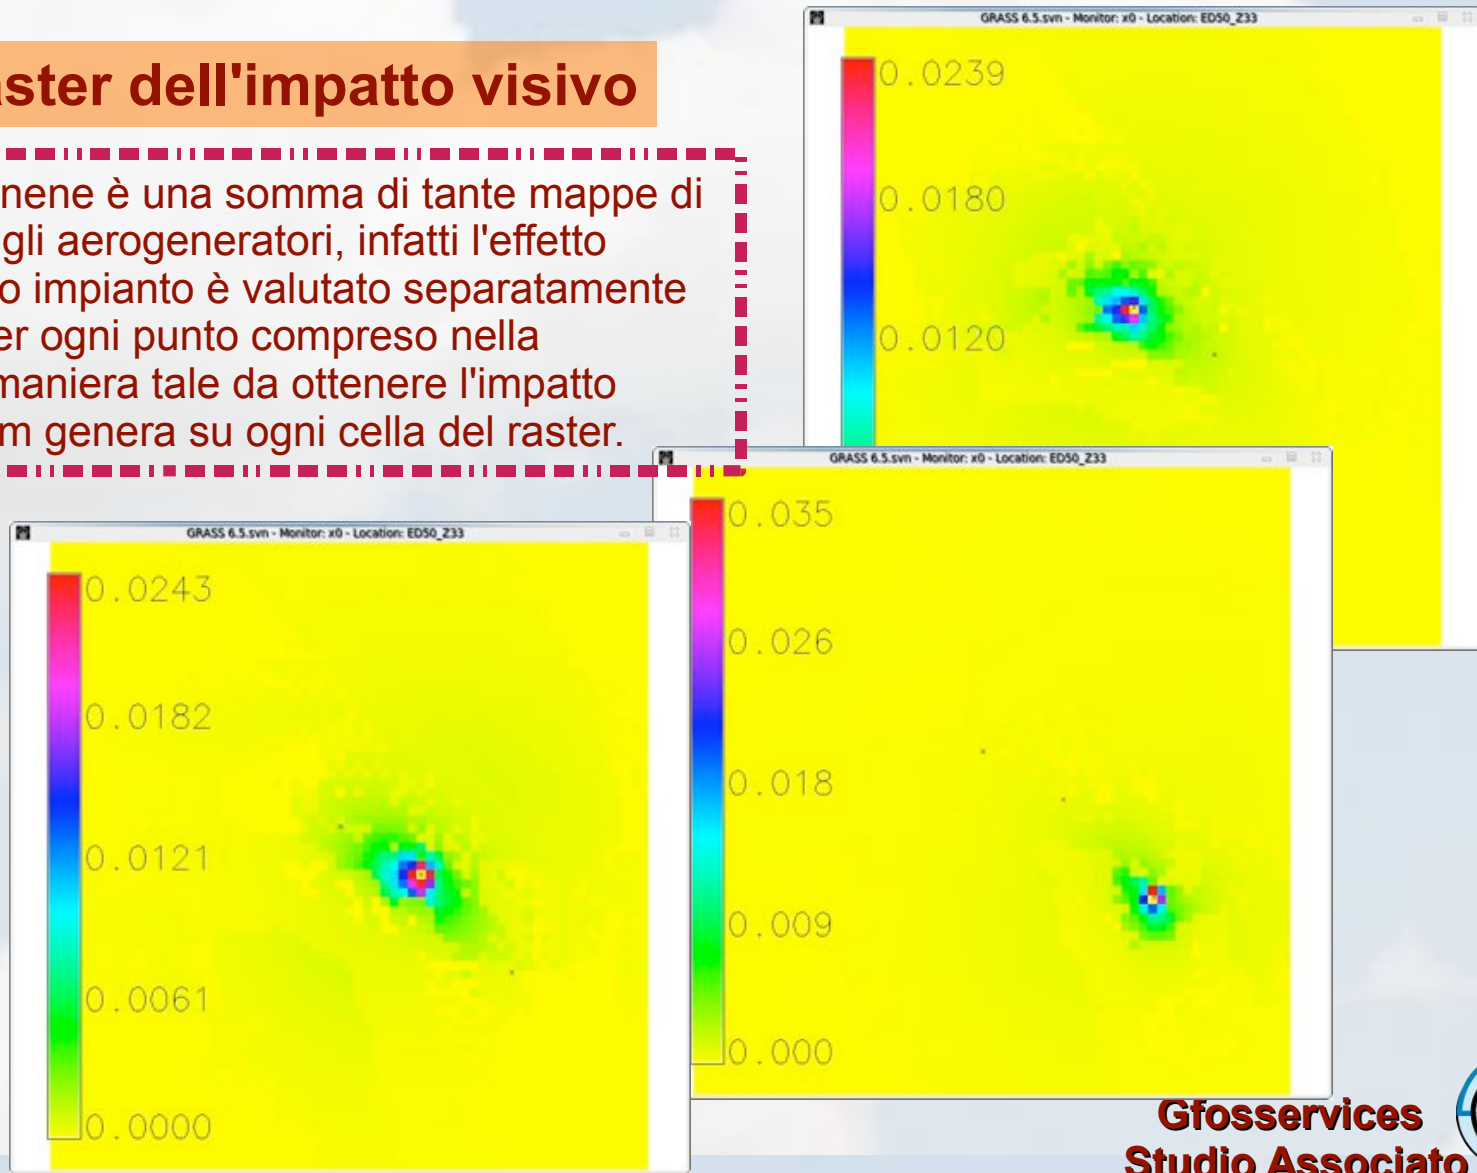 aster dell'impatto visivo
nene è una somma di tante mappe di
gli aerogeneratori, infatti l'effetto
o impianto è valutato separatamente
er ogni punto compreso nella
maniera tale da ottenere l'impatto
m genera su ogni cella del raster.
GRASS 6.5.svn - Monitor: x0 - Location: ED50_Z33
0.0239
0.0180
0.0120
GRASS 6.5.svn - Monitor: x0 - Location: ED50_Z33
0.035
0.026
0.018
0.009
0.000
GRASS 6.5.svn - Monitor: x0 - Location: ED50_Z33
0.0243
0.0182
0.0121
0.0061
0.0000
Gfosservices
Studio Associato